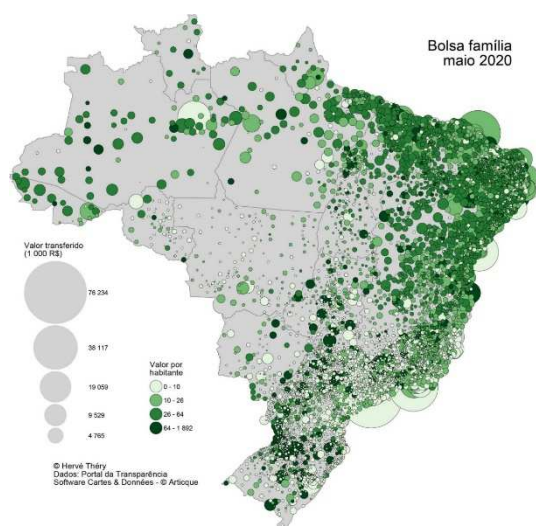 Bolsa família
maio 2020
Valor transferido
(1 000 R$)
76 234
38 117
19 059
9 529
4 765
Valor por
habitante
0 - 10
10 - 26
26 - 64
64 - 1 892
© Hervé Théry
Dados: Portal da Transparência
Software Cartes & Données - © Articque